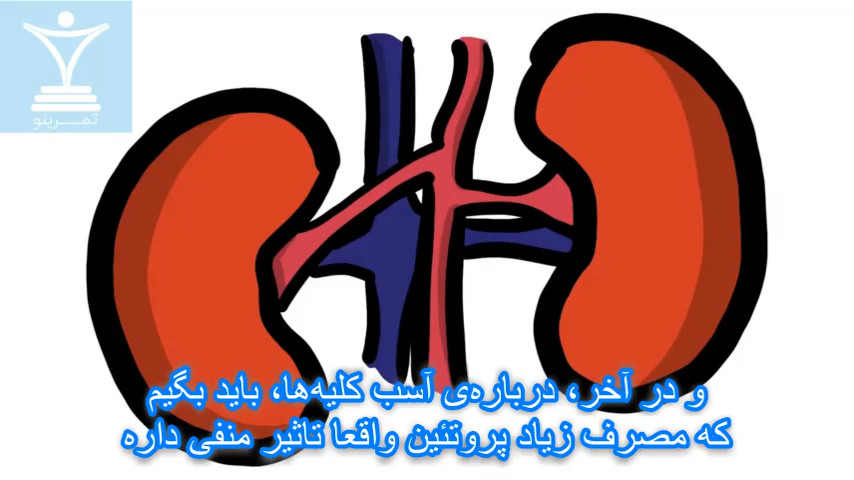 تمرینو
و در آخر، درباره‌ی آسب کلیه‌ها، باید بگیم
که مصرف زیاد پروتئین واقعا تاثیر منفی داره